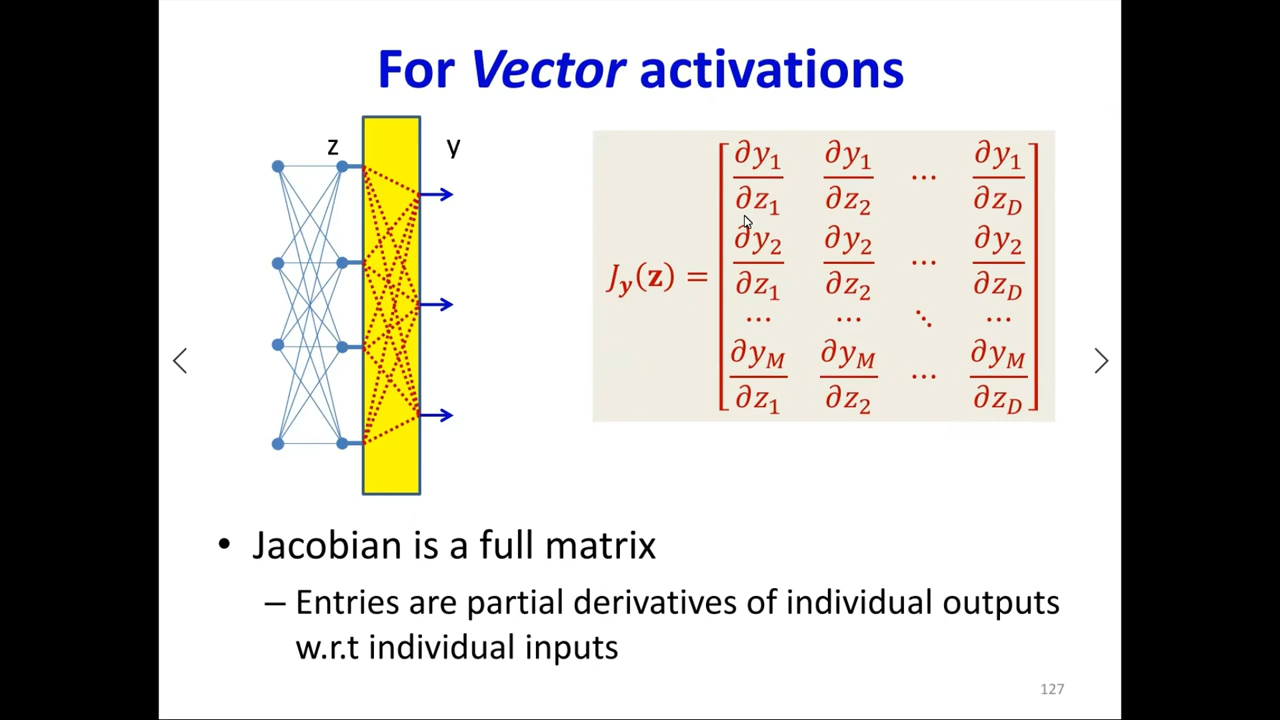 For Vector activations
z y
J_y(z) = [ ∂y₁/∂z₁ ∂y₁/∂z₂ ⋯ ∂y₁/∂z_D
∂y₂/∂z₁ ∂y₂/∂z₂ ⋯ ∂y₂/∂z_D
⋯ ⋯ ⋱ ⋯
∂y_M/∂z₁ ∂y_M/∂z₂ ⋯ ∂y_M/∂z_D ]
• Jacobian is a full matrix
– Entries are partial derivatives of individual outputs
w.r.t individual inputs
127